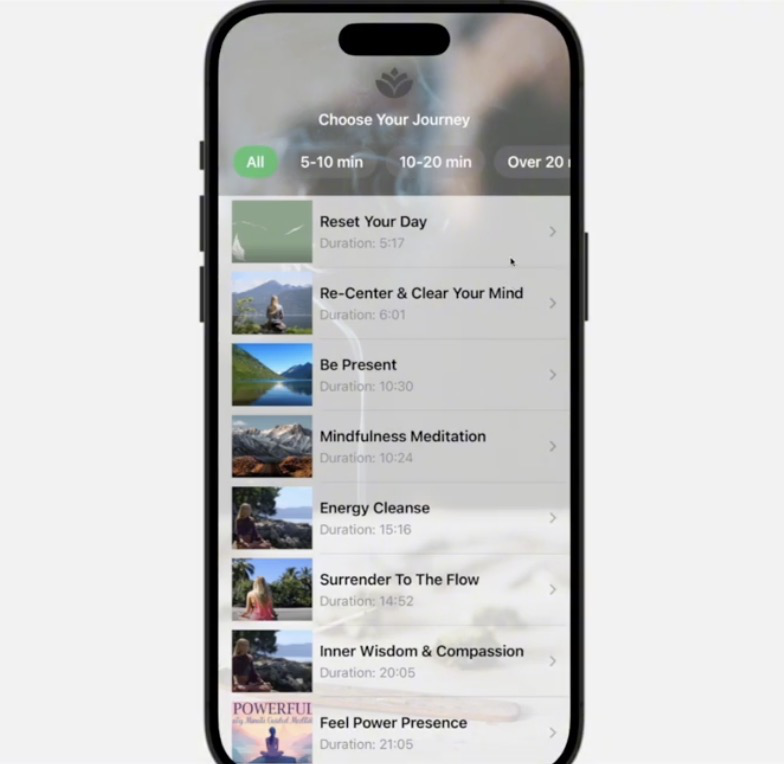 Choose Your Journey
All
5-10 min
10-20 min
Over 20
Reset Your Day
Duration: 5:17
Re-Center & Clear Your Mind
Duration: 6:01
Be Present
Duration: 10:30
Mindfulness Meditation
Duration: 10:24
Energy Cleanse
Duration: 15:16
Surrender To The Flow
Duration: 14:52
Inner Wisdom & Compassion
Duration: 20:05
POWERFUL
Guided
Feel Power Presence
Duration: 21:05